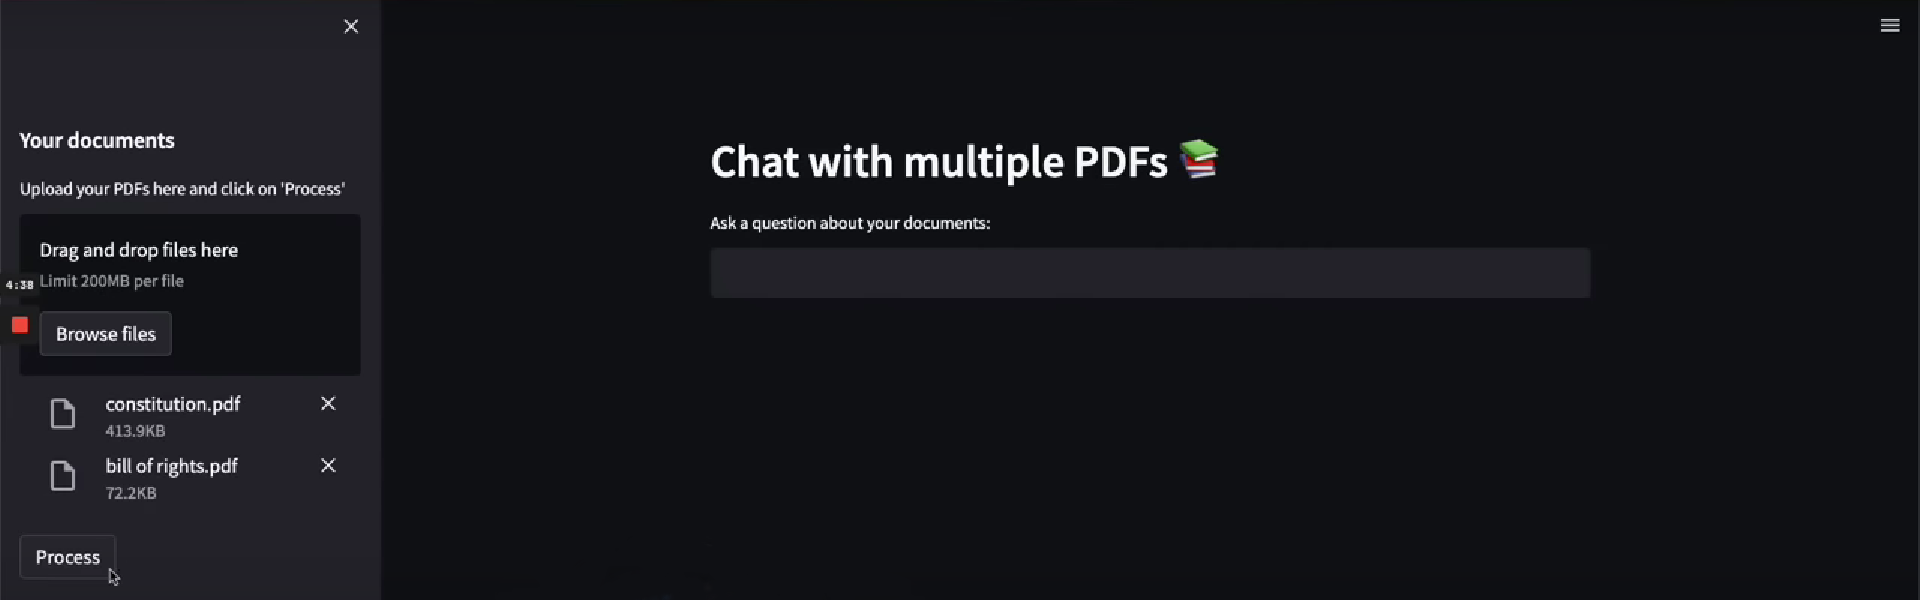 Your documents
Upload your PDFs here and click on 'Process'
Drag and drop files here
Limit 200MB per file
4:38
Browse files
constitution.pdf
413.9KB
bill of rights.pdf
72.2KB
Process
Chat with multiple PDFs 📚
Ask a question about your documents: